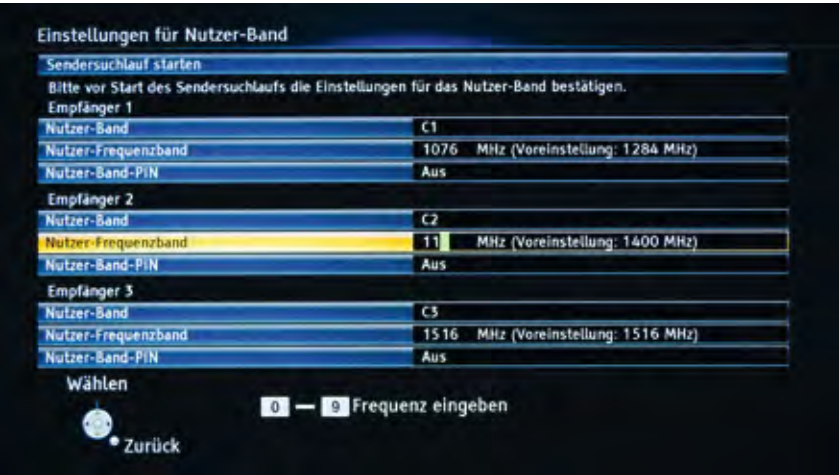 Einstellungen für Nutzer-Band
Sendersuchlauf starten
Bitte vor Start des Sendersuchlaufs die Einstellungen für das Nutzer-Band bestätigen.
Empfänger 1
Nutzer-Band C1
Nutzer-Frequenzband 1076 MHz (Voreinstellung: 1284 MHz)
Nutzer-Band-PIN Aus
Empfänger 2
Nutzer-Band C2
Nutzer-Frequenzband 11 MHz (Voreinstellung: 1400 MHz)
Nutzer-Band-PIN Aus
Empfänger 3
Nutzer-Band C3
Nutzer-Frequenzband 1516 MHz (Voreinstellung: 1516 MHz)
Nutzer-Band-PIN Aus
Wählen
0 — 9 Frequenz eingeben
Zurück